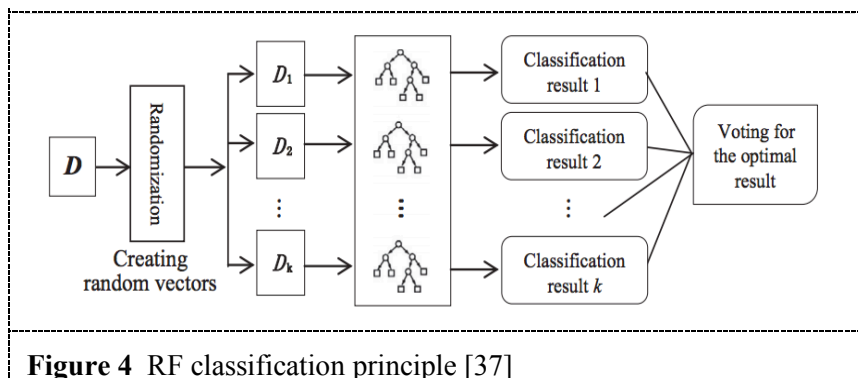 D
Randomization
Creating
random vectors
D₁
D₂
⋮
Dₖ
⋮
Classification
result 1
Classification
result 2
⋮
Classification
result k
Voting for
the optimal
result
Figure 4 RF classification principle [37]